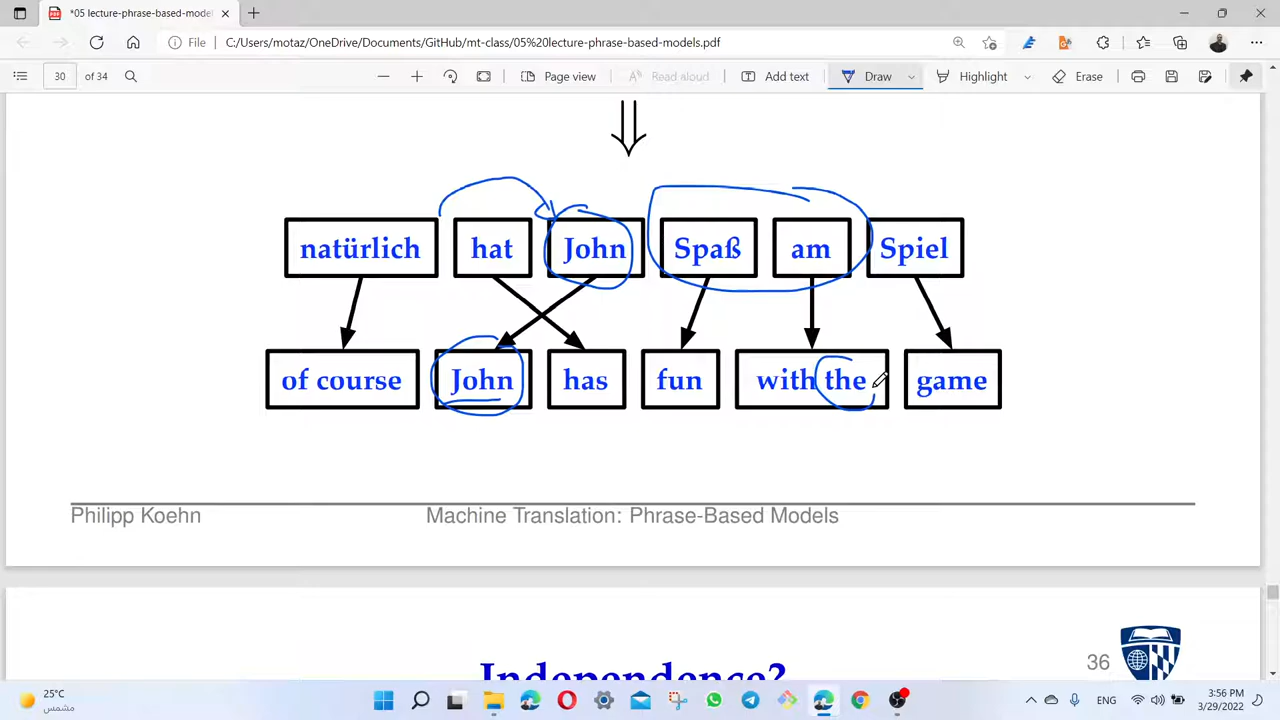 *05 lecture-phrase-based-model
File
C:/Users/motaz/OneDrive/Documents/GitHub/mt-class/05%20lecture-phrase-based-models.pdf
30 of 34
Page view
Read aloud
Add text
Draw
Highlight
Erase
natürlich hat John Spaß am Spiel
of course John has fun with the game
Philipp Koehn
Machine Translation: Phrase-Based Models
36
Independence?
25°C
مشمس
ENG
3:56 PM
3/29/2022